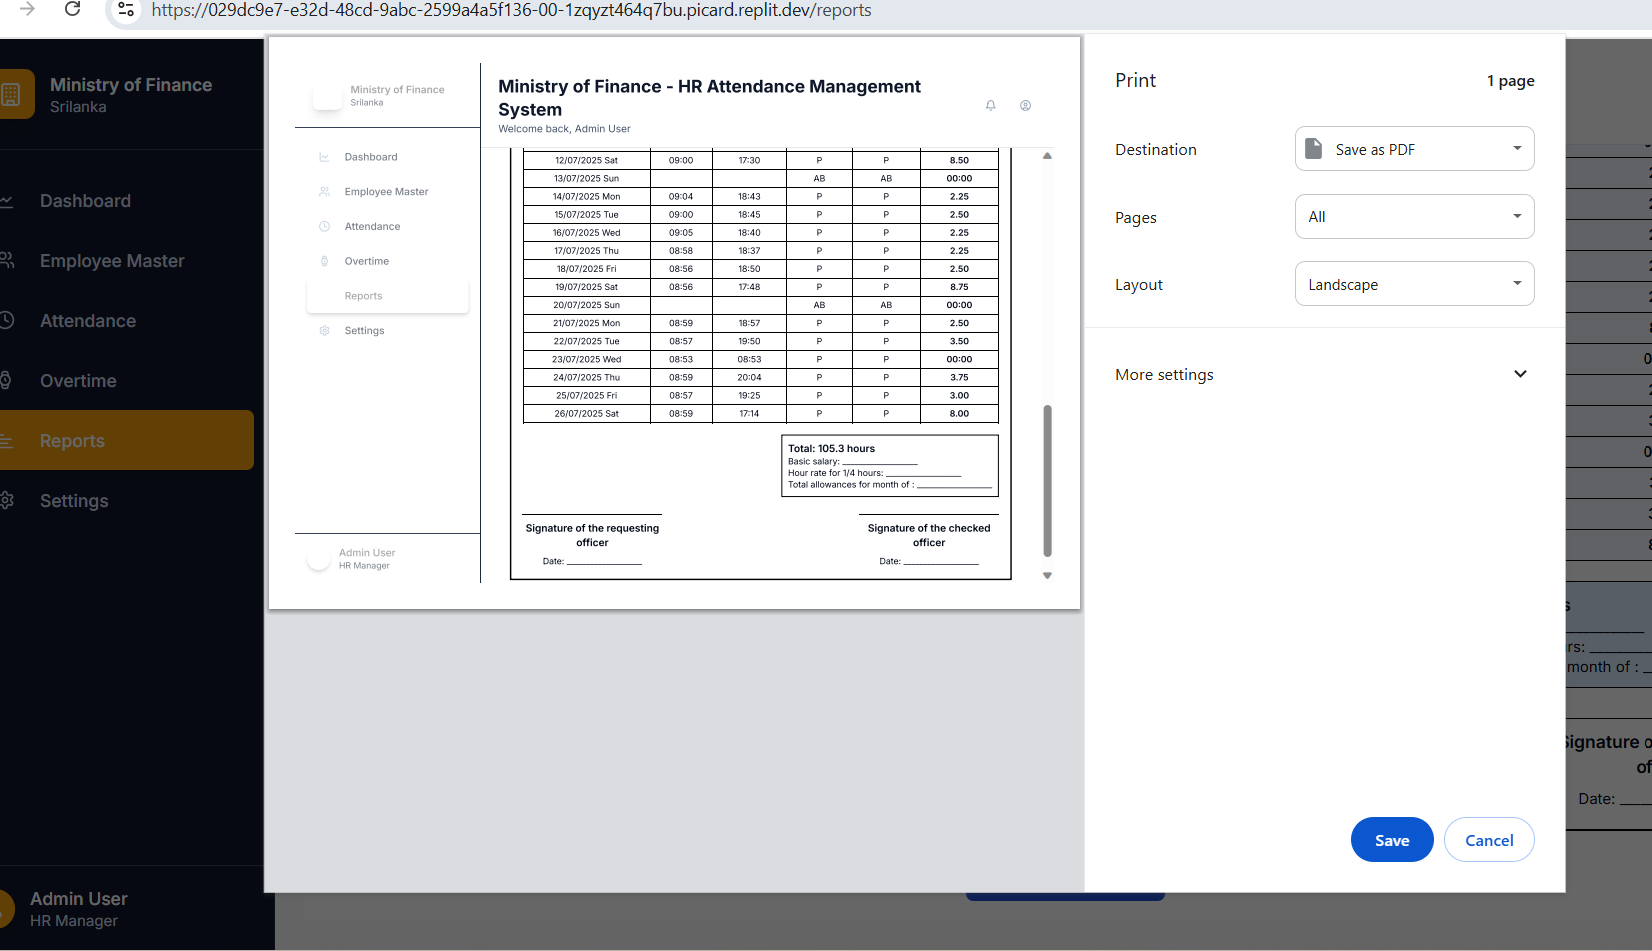 https://029dc9e7-e32d-48cd-9abc-2599a4a5f136-00-1zqyzt464q7bu.picard.replit.dev/reports
Ministry of Finance
Srilanka
Dashboard
Employee Master
Attendance
Overtime
Reports
Settings
Admin User
HR Manager
Ministry of Finance
Srilanka
Dashboard
Employee Master
Attendance
Overtime
Reports
Settings
Admin User
HR Manager
Ministry of Finance - HR Attendance Management
System
Welcome back, Admin User
12/07/2025 Sat 09:00 17:30 P P 8.50
13/07/2025 Sun AB AB 00:00
14/07/2025 Mon 09:04 18:43 P P 2.25
15/07/2025 Tue 09:00 18:45 P P 2.50
16/07/2025 Wed 09:05 18:40 P P 2.25
17/07/2025 Thu 08:58 18:37 P P 2.25
18/07/2025 Fri 08:56 18:50 P P 2.50
19/07/2025 Sat 08:56 17:48 P P 8.75
20/07/2025 Sun AB AB 00:00
21/07/2025 Mon 08:59 18:57 P P 2.50
22/07/2025 Tue 08:57 19:50 P P 3.50
23/07/2025 Wed 08:53 08:53 P P 00:00
24/07/2025 Thu 08:59 20:04 P P 3.75
25/07/2025 Fri 08:57 19:25 P P 3.00
26/07/2025 Sat 08:59 17:14 P P 8.00
Total: 105.3 hours
Basic salary: _______________
Hour rate for 1/4 hours: _______________
Total allowances for month of : _______________
Signature of the requesting
officer
Date: _______________
Signature of the checked
officer
Date: _______________
Print
1 page
Destination
Save as PDF
Pages
All
Layout
Landscape
More settings
Save
Cancel
month of :
Signature
Date: